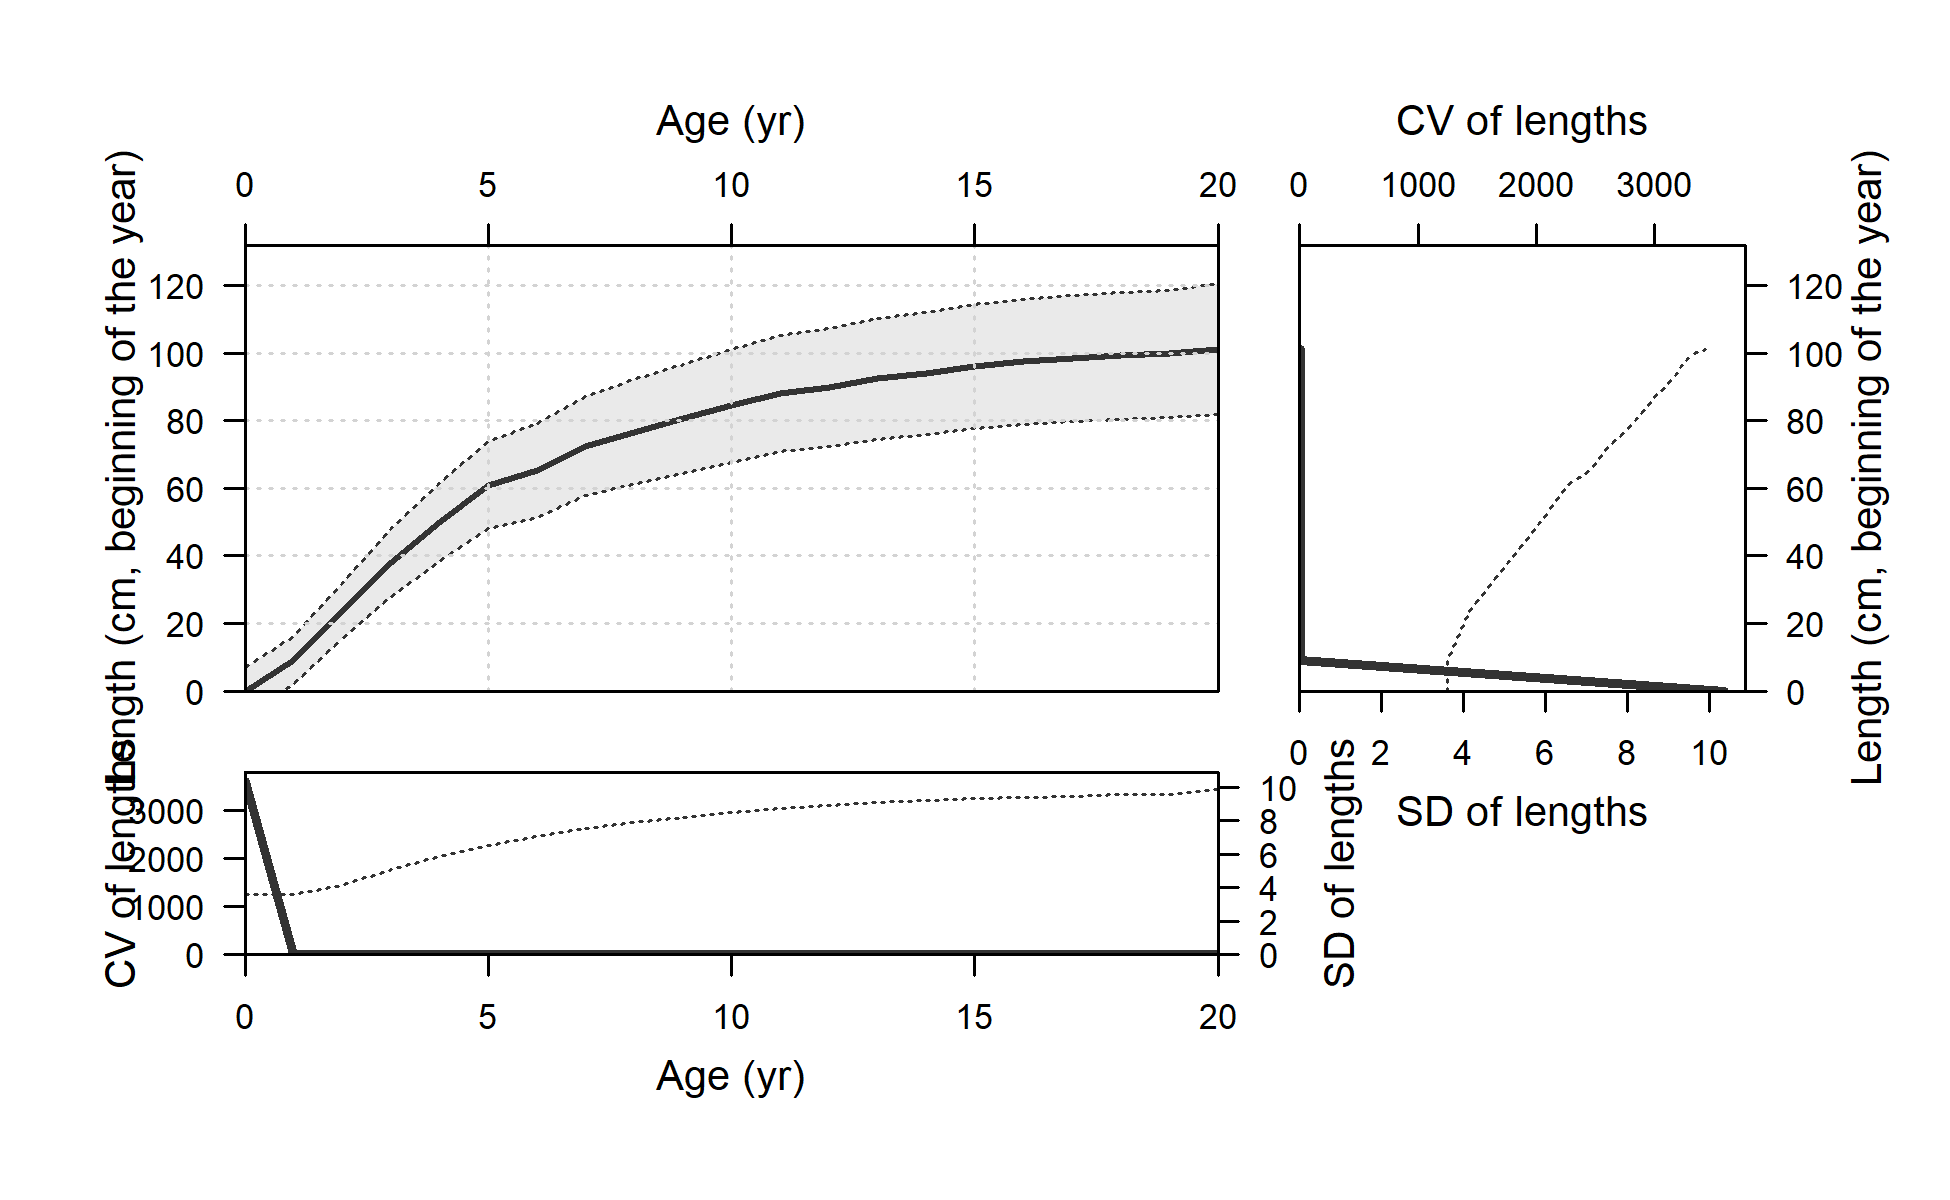 Age (yr)
CV of lengths
0 5 10 15 20
0 1000 2000 3000
Length (cm, beginning of the year)
120
100
80
60
40
20
0
120
100
80
60
40
20
0
Length (cm, beginning of the year)
0 2 4 6 8 10
SD of lengths
CV of lengths
3000
2000
1000
0
10
8
6
4
2
0
SD of lengths
0 5 10 15 20
Age (yr)